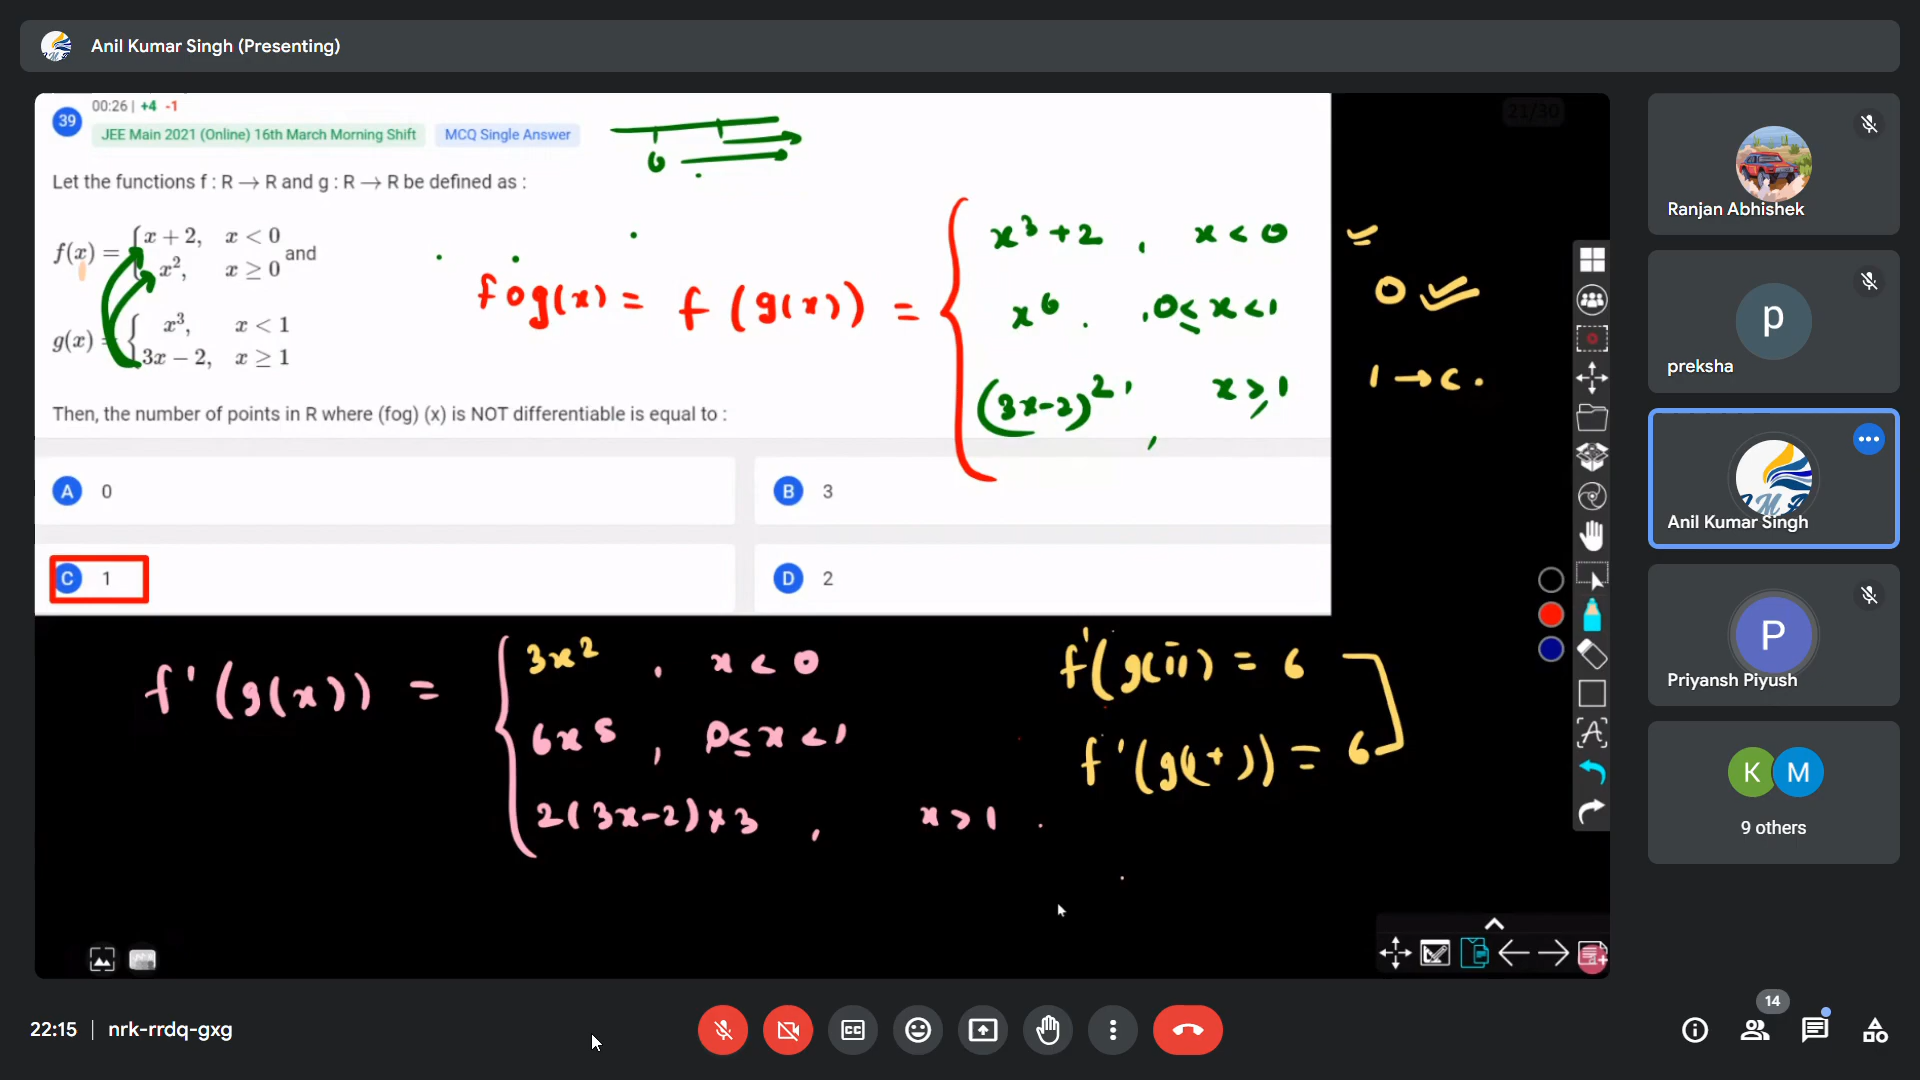 Anil Kumar Singh (Presenting)
39
00:26 | +4 -1
JEE Main 2021 (Online) 16th March Morning Shift
MCQ Single Answer
21/30
0
Let the functions f : R → R and g : R → R be defined as :
f(x) = { x + 2, x < 0
x², x ≥ 0 and
g(x) = { x³, x < 1
3x − 2, x ≥ 1
fog(x) = f(g(x)) =
x³+2, x<0
x⁶, 0≤x<1
(3x-2)², x≥1
0
1→c.
Then, the number of points in R where (fog) (x) is NOT differentiable is equal to :
A 0
B 3
C 1
D 2
f'(g(x)) =
3x², x<0
6x⁵, 0≤x<1
2(3x-2)×3, x>1
= 6
= 6
Ranjan Abhishek
p
preksha
Anil Kumar Singh
P
Priyansh Piyush
K M
9 others
22:15 | nrk-rrdq-gxg
CC
14